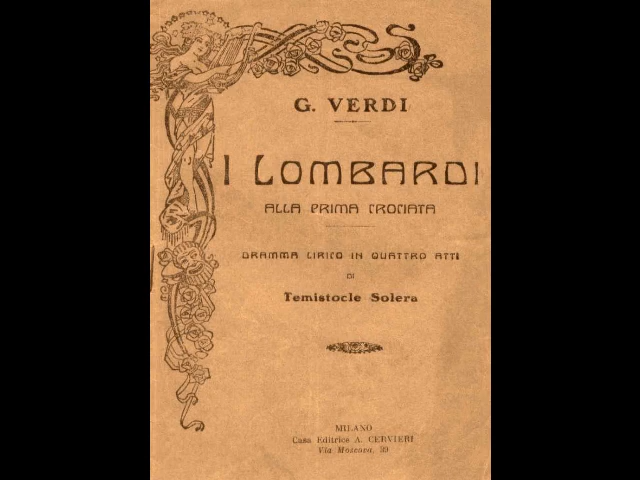 G. VERDI
I LOMBARDI
ALLA PRIMA CROCIATA
DRAMMA LIRICO IN QUATTRO ATTI
DI
Temistocle Solera
MILANO
Casa Editrice A. CERVIERI
Via Moscova, 39